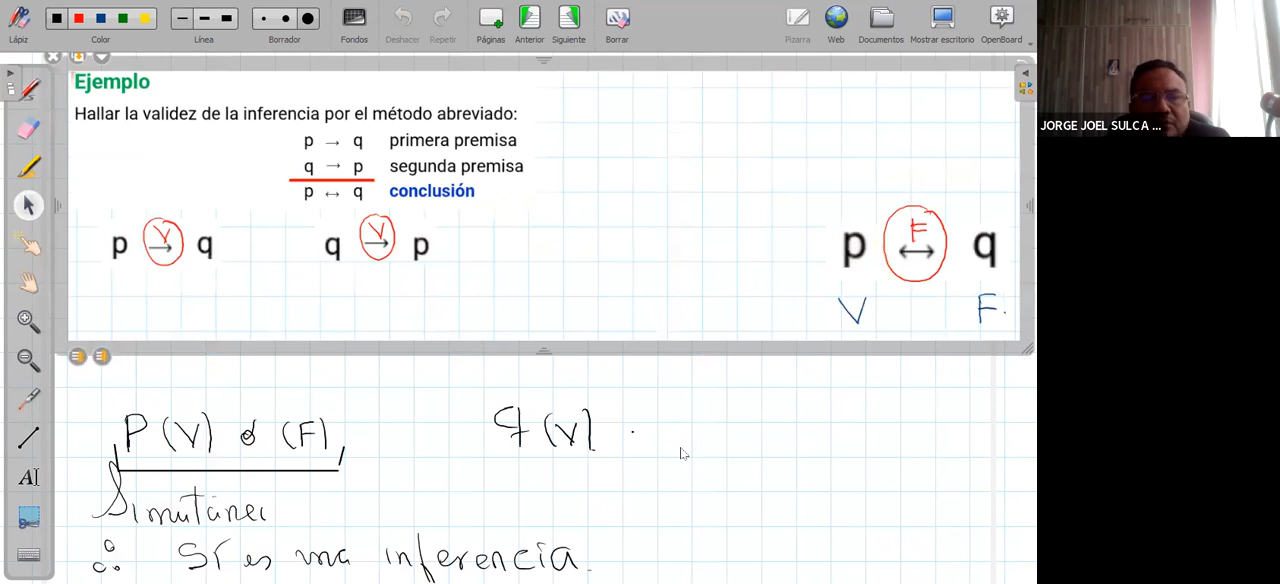 Lápiz Color Línea Borrador Fondos Deshacer Repetir Páginas Anterior Siguiente Borrar Pizarra Web Documentos Mostrar escritorio OpenBoard
JORGE JOEL SULCA ...
Ejemplo
Hallar la validez de la inferencia por el método abreviado:
p → q primera premisa
q → p segunda premisa
p ↔ q conclusión
V V F
p → q q → p p ↔ q
V F.
P (V) ó (F) q (V) .
Simutánei
∴ Sí es una inferencia.